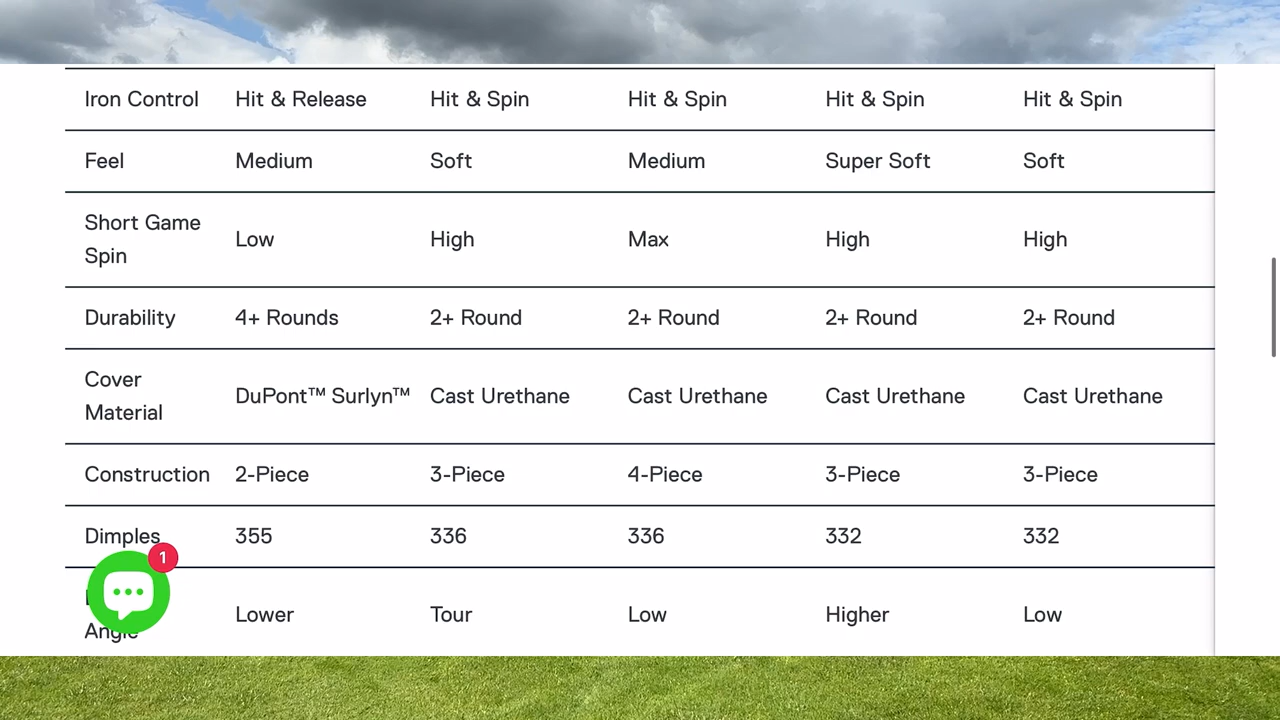 Iron Control Hit & Release Hit & Spin Hit & Spin Hit & Spin Hit & Spin
Feel Medium Soft Medium Super Soft Soft
Short Game
Spin Low High Max High High
Durability 4+ Rounds 2+ Round 2+ Round 2+ Round 2+ Round
Cover
Material DuPont™ Surlyn™ Cast Urethane Cast Urethane Cast Urethane Cast Urethane
Construction 2-Piece 3-Piece 4-Piece 3-Piece 3-Piece
Dimples 355 336 336 332 332
1
Angle Lower Tour Low Higher Low